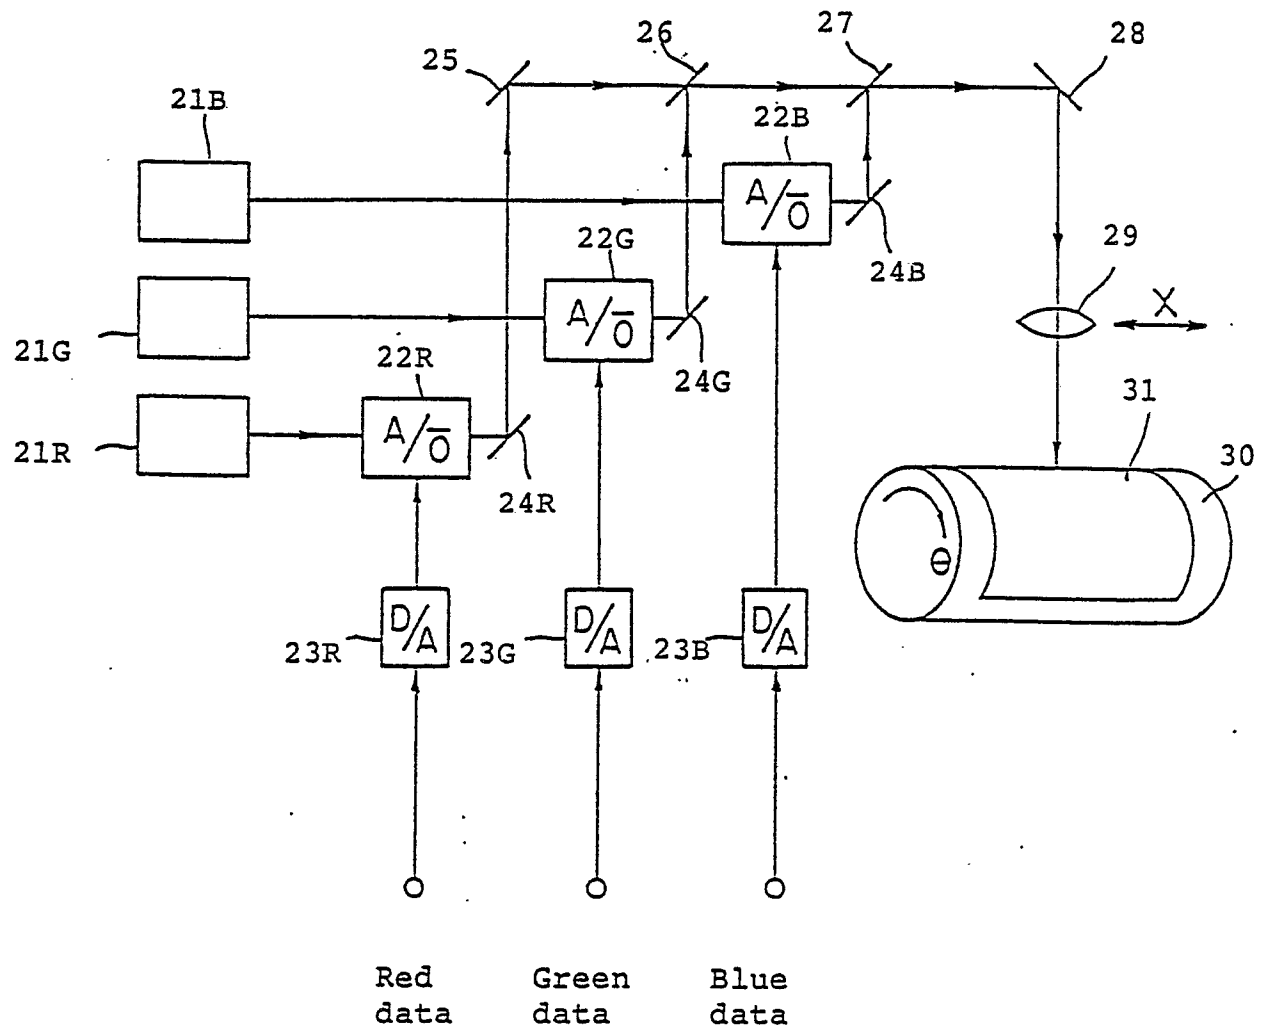 25
26
27
28
21B
22B
A/O
22G
24B
29
X
A/O
21G
22R
24G
31
A/O
30
21R
24R
Θ
D/A
D/A
D/A
23R
23G
23B
Red data
Green data
Blue data